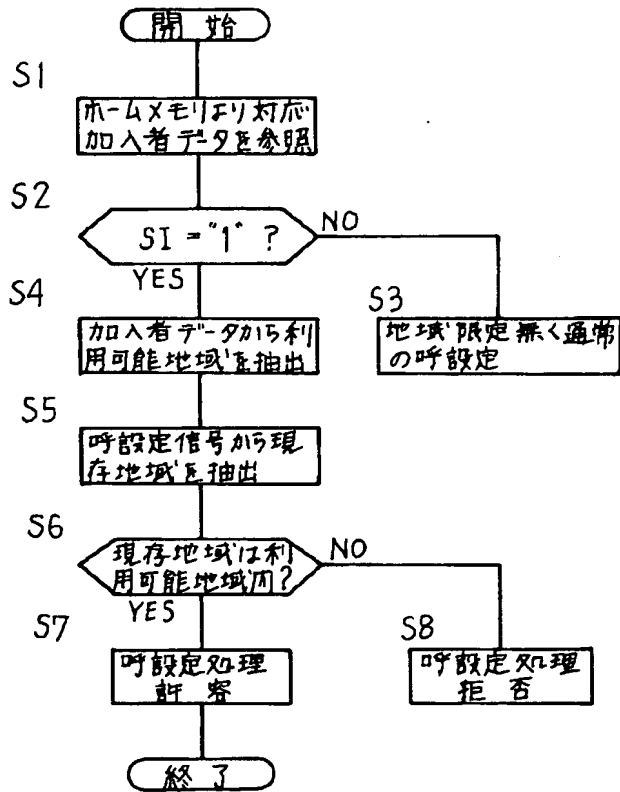 開始
S1
ホームメモリより対応
加入者データを参照
S2
SI="1"?
NO
YES
S4
加入者データから利
用可能地域を抽出
S3
地域限定無く通常
の呼設定
S5
呼設定信号から現
存地域を抽出
S6
現存地域は利
用可能地域内?
NO
YES
S7
呼設定処理
許容
S8
呼設定処理
拒否
終了